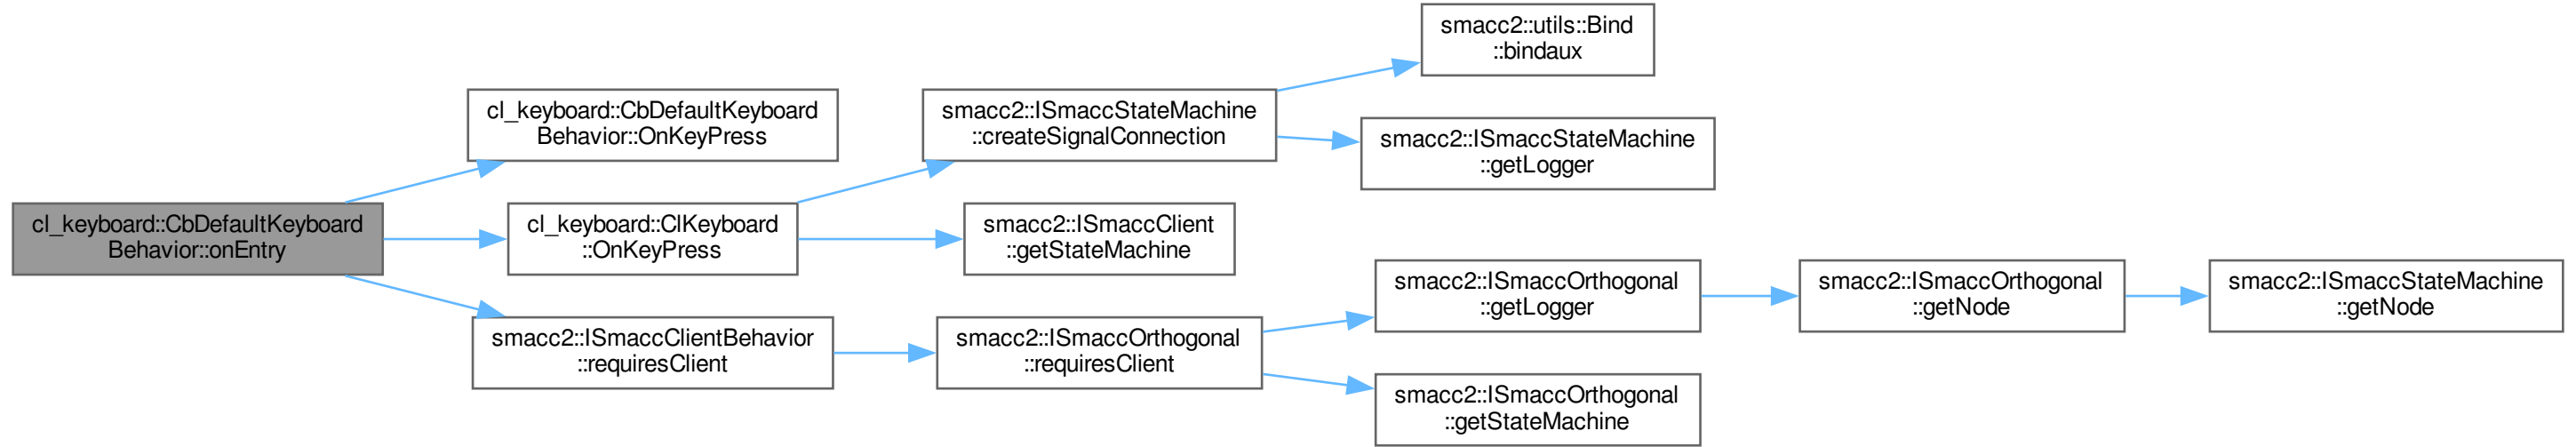 smacc2::utils::Bind
::bindaux
cl_keyboard::CbDefaultKeyboard
Behavior::OnKeyPress
smacc2::ISmaccStateMachine
::createSignalConnection
smacc2::ISmaccStateMachine
::getLogger
cl_keyboard::CbDefaultKeyboard
Behavior::onEntry
cl_keyboard::ClKeyboard
::OnKeyPress
smacc2::ISmaccClient
::getStateMachine
smacc2::ISmaccOrthogonal
::getLogger
smacc2::ISmaccOrthogonal
::getNode
smacc2::ISmaccStateMachine
::getNode
smacc2::ISmaccClientBehavior
::requiresClient
smacc2::ISmaccOrthogonal
::requiresClient
smacc2::ISmaccOrthogonal
::getStateMachine